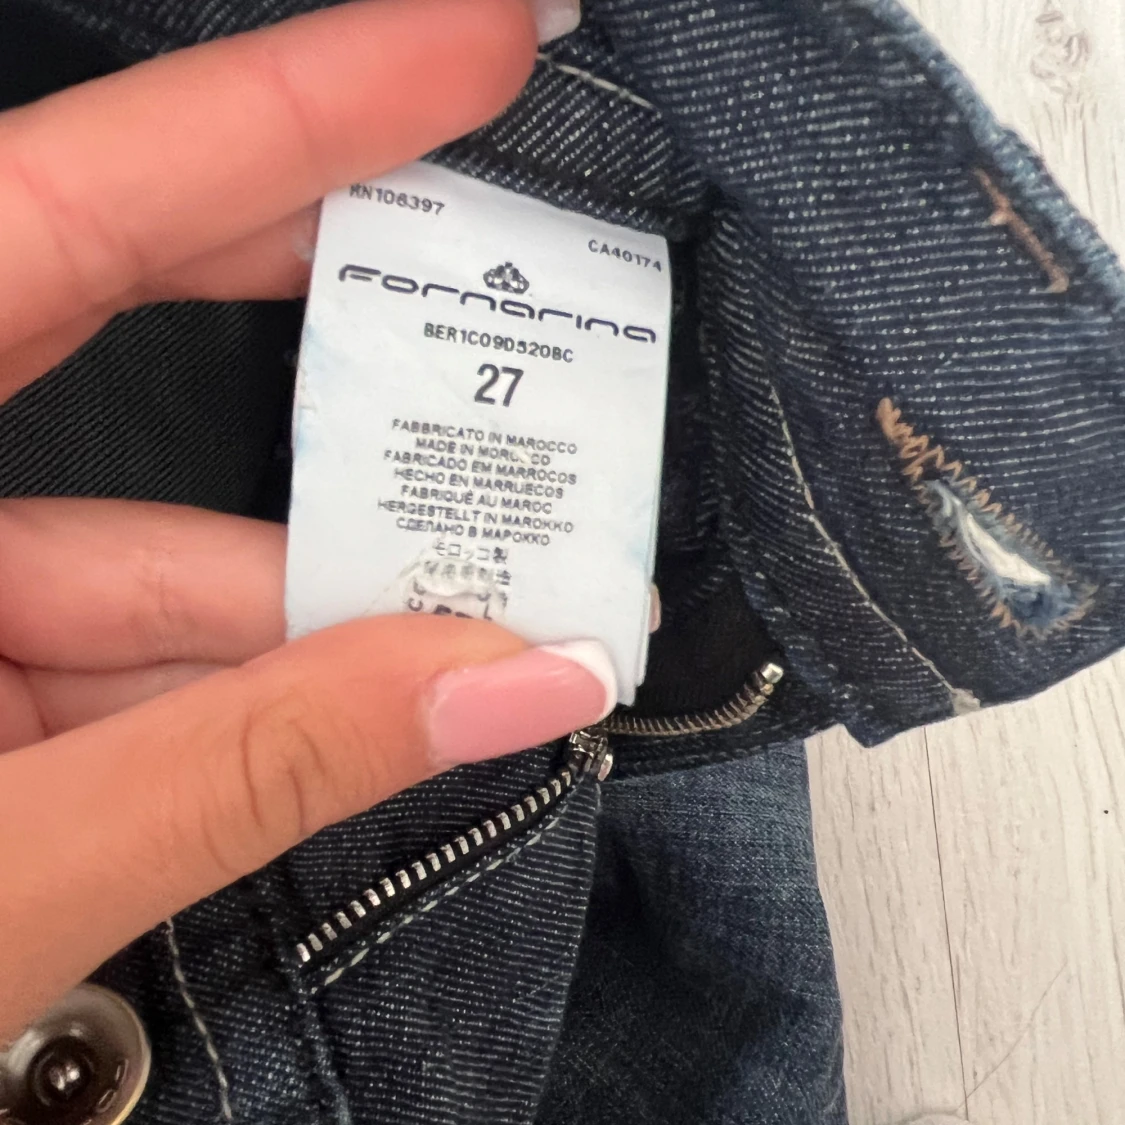 RN106397
CA40174
Fornarina
BER1C09D520BC
27
FABBRICATO IN MAROCCO
MADE IN MOROCCO
FABRICADO EM MARROCOS
HECHO EN MARRUECOS
FABRIQUÉ AU MAROC
HERGESTELLT IN MAROKKO
СДЕЛАНО В МАРОККО
モロッコ製